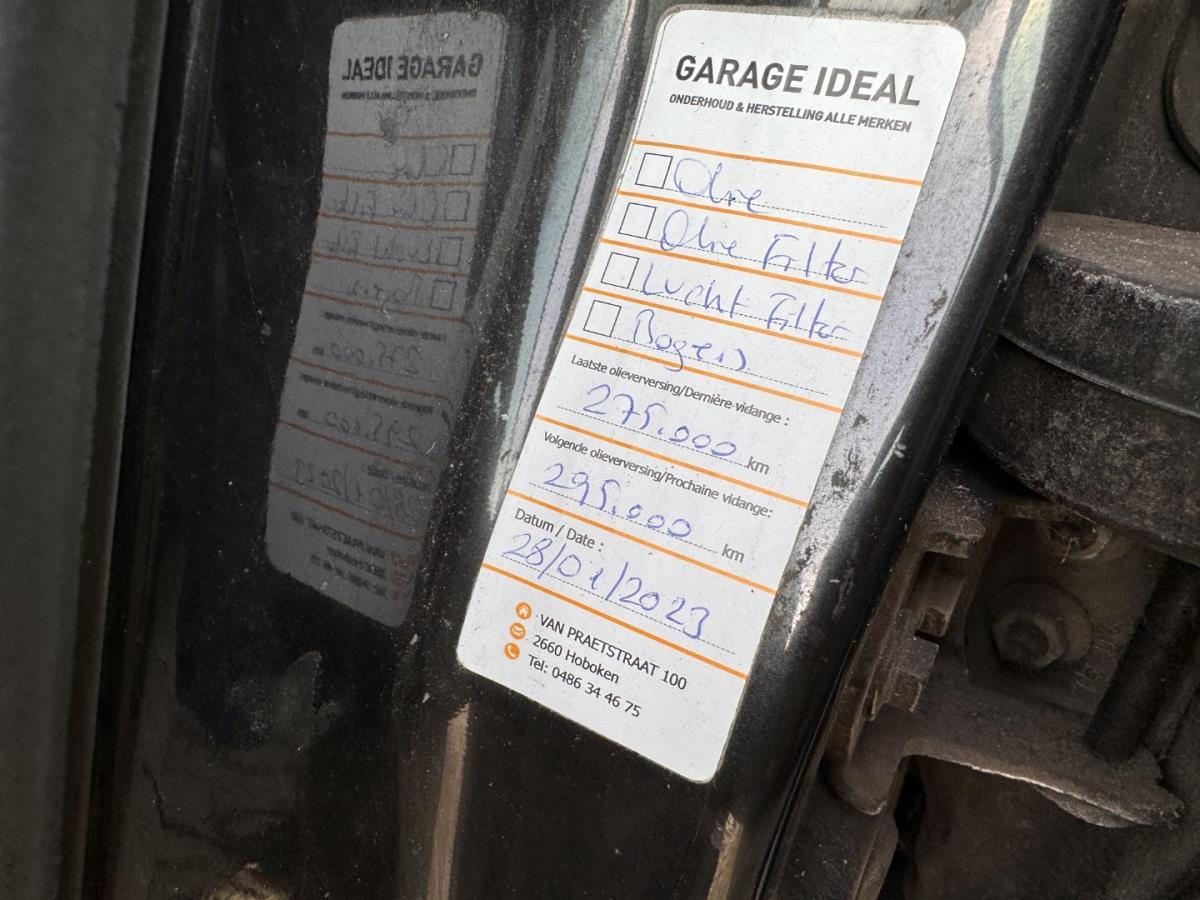 GARAGE IDEAL
ONDERHOUD & HERSTELLING ALLE MERKEN
Olie
Olie Filter
Lucht Filter
Laatste olieverversing/Dernière vidange :
275.000 km
Volgende olieverversing/Prochaine vidange:
295.000 km
Datum / Date :
28/01/2023
VAN PRAETSTRAAT 100
2660 Hoboken
Tel: 0486 34 46 75